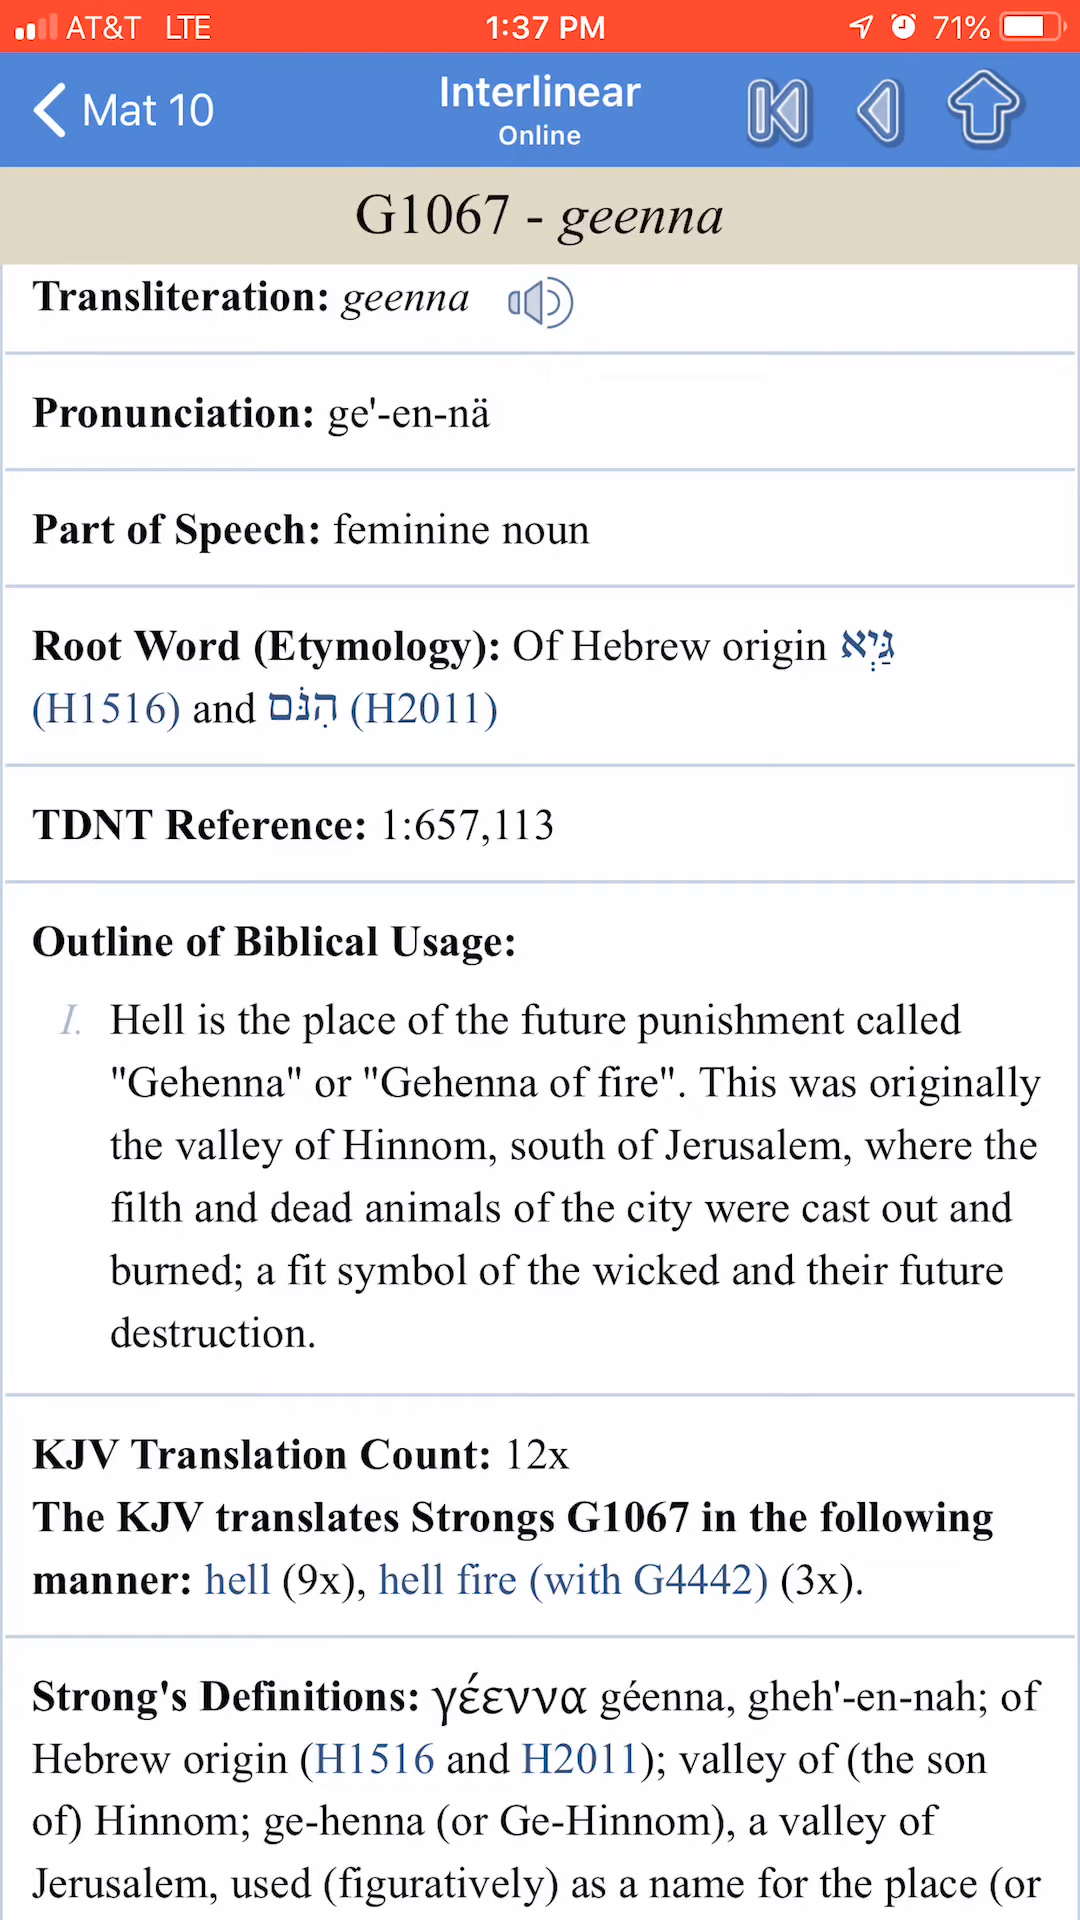 AT&T LTE 1:37 PM 71%
Mat 10 Interlinear
Online
G1067 - geenna
Transliteration: geenna
Pronunciation: ge'-en-nä
Part of Speech: feminine noun
Root Word (Etymology): Of Hebrew origin גַּיְא
(H1516) and הִנֹּם (H2011)
TDNT Reference: 1:657,113
Outline of Biblical Usage:
I. Hell is the place of the future punishment called
"Gehenna" or "Gehenna of fire". This was originally
the valley of Hinnom, south of Jerusalem, where the
filth and dead animals of the city were cast out and
burned; a fit symbol of the wicked and their future
destruction.
KJV Translation Count: 12x
The KJV translates Strongs G1067 in the following
manner: hell (9x), hell fire (with G4442) (3x).
Strong's Definitions: γέεννα géenna, gheh'-en-nah; of
Hebrew origin (H1516 and H2011); valley of (the son
of) Hinnom; ge-henna (or Ge-Hinnom), a valley of
Jerusalem, used (figuratively) as a name for the place (or